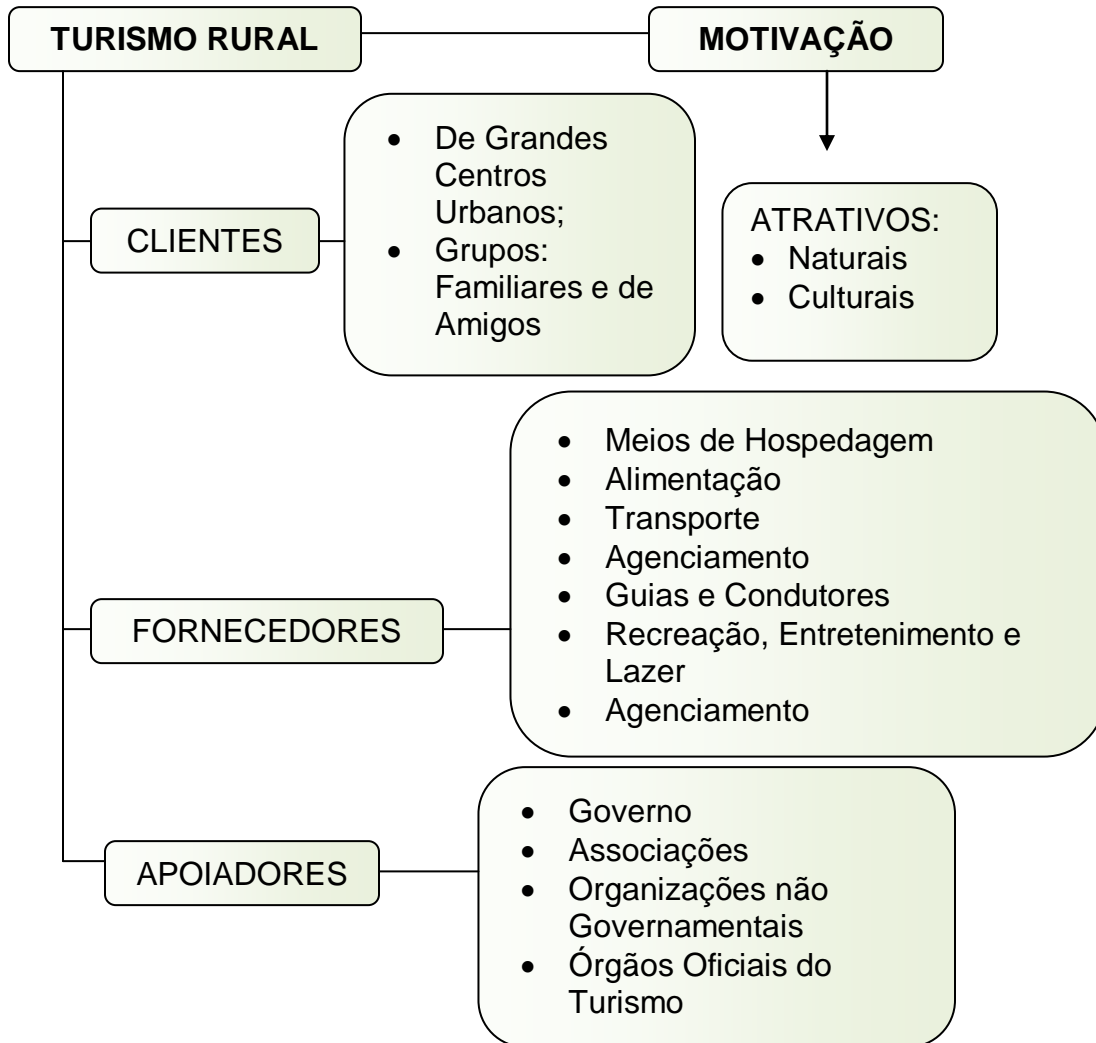 TURISMO RURAL
MOTIVAÇÃO
CLIENTES
• De Grandes
Centros
Urbanos;
• Grupos:
Familiares e de
Amigos
ATRATIVOS:
• Naturais
• Culturais
FORNECEDORES
• Meios de Hospedagem
• Alimentação
• Transporte
• Agenciamento
• Guias e Condutores
• Recreação, Entretenimento e
Lazer
• Agenciamento
APOIADORES
• Governo
• Associações
• Organizações não
Governamentais
• Órgãos Oficiais do
Turismo